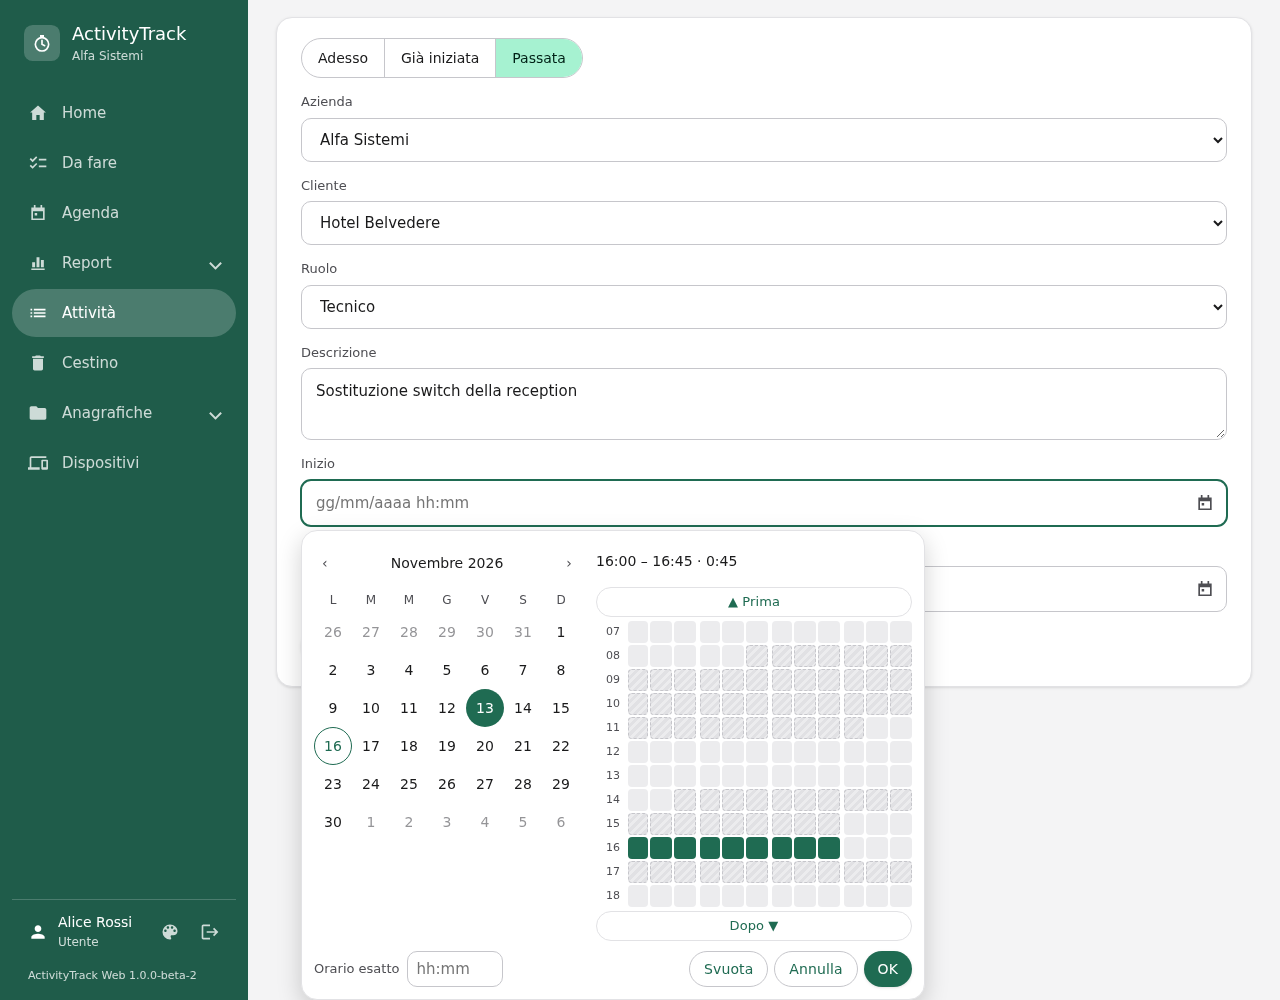 ActivityTrack
Alfa Sistemi
Home
Da fare
Agenda
Report
Attività
Cestino
Anagrafiche
Dispositivi
Alice Rossi
Utente
ActivityTrack Web 1.0.0-beta-2
Adesso Già iniziata Passata
Azienda
Alfa Sistemi
Cliente
Hotel Belvedere
Ruolo
Tecnico
Descrizione
Sostituzione switch della reception
Inizio
gg/mm/aaaa hh:mm
‹ Novembre 2026 ›
L M M G V S D
26 27 28 29 30 31 1
2 3 4 5 6 7 8
9 10 11 12 13 14 15
16 17 18 19 20 21 22
23 24 25 26 27 28 29
30 1 2 3 4 5 6
16:00 – 16:45 · 0:45
▲ Prima
07
08
09
10
11
12
13
14
15
16
17
18
Dopo ▼
Orario esatto hh:mm Svuota Annulla OK